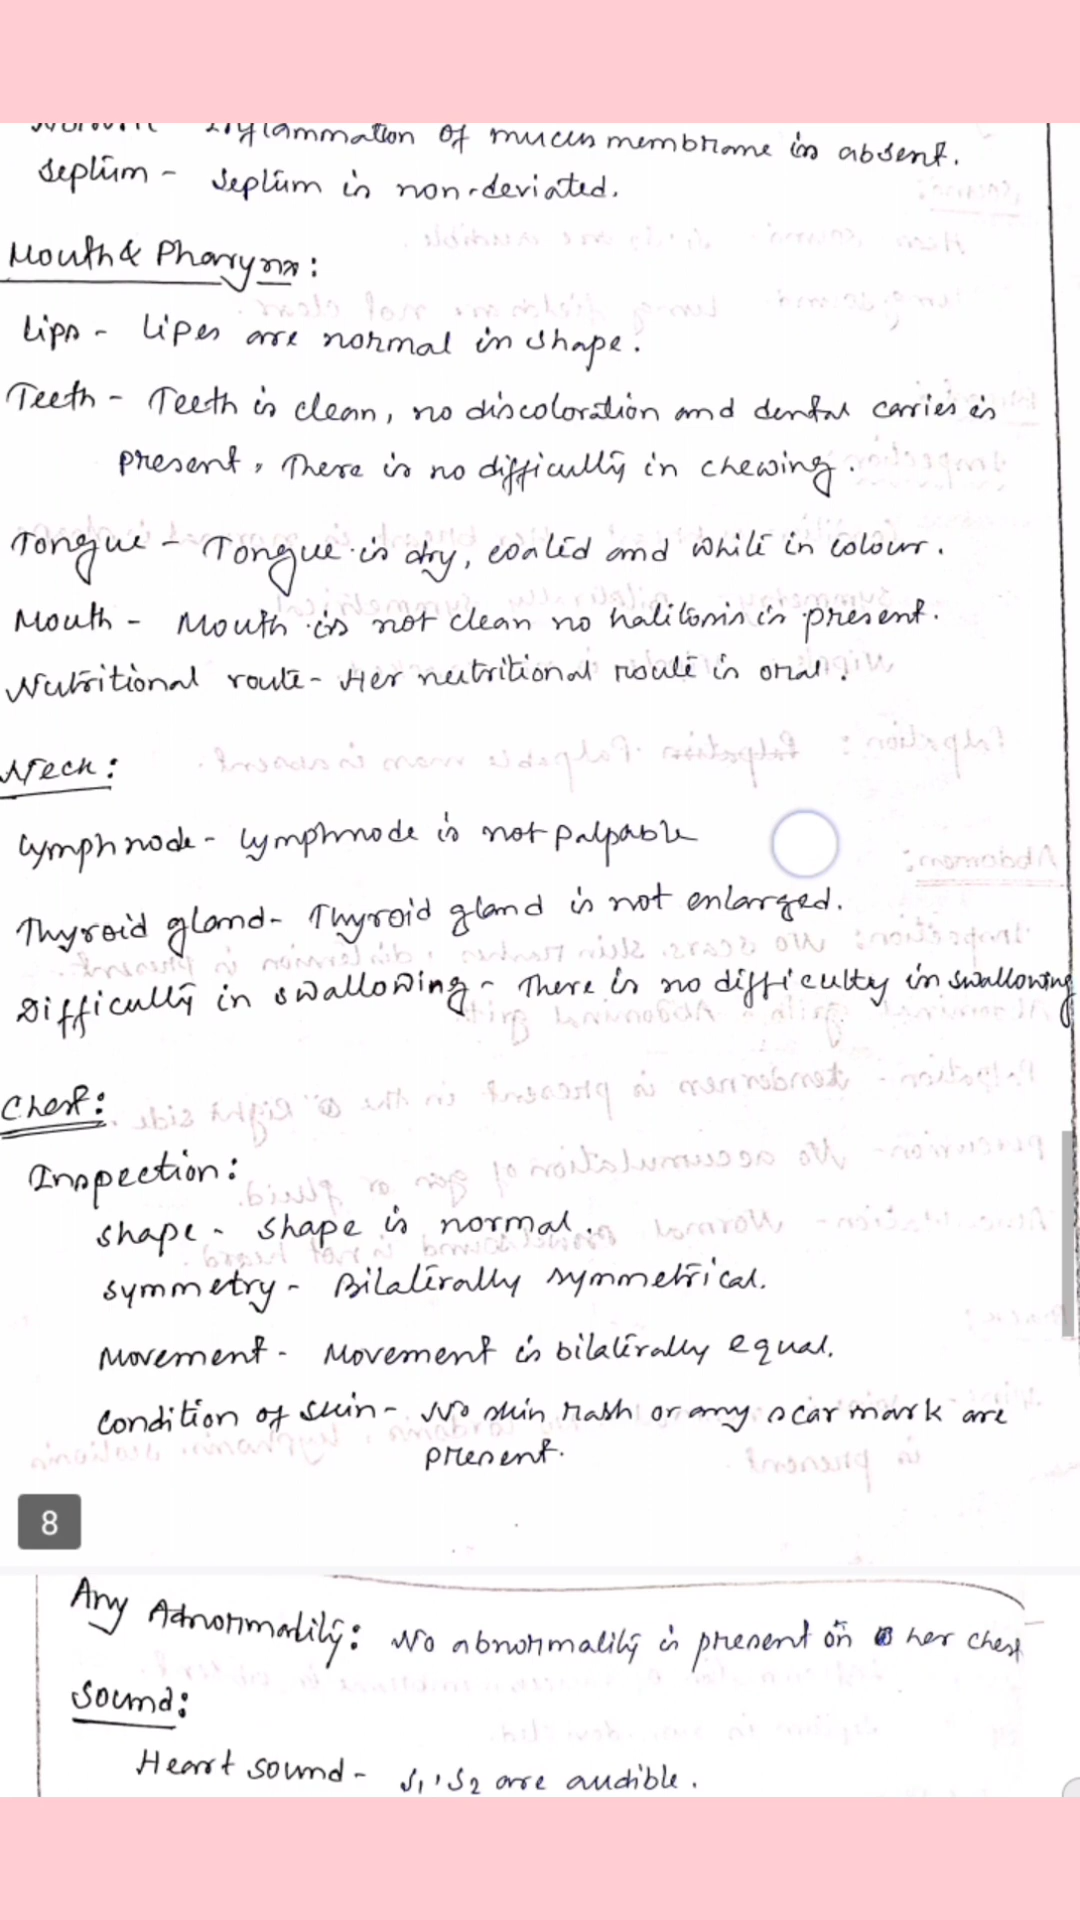 Inflammation of mucus membrame is absent.
Septum - Septum is non-deviated.
Mouth & Pharynx:
Lips - Lipes are normal in shape.
Teeth - Teeth is clean, no discoloration and dental carries is
present, There is no difficulty in chewing.
Tongue - Tongue is dry, coated and white in colour.
Mouth - Mouth is not clean no halitosis is present.
Nutritional route - Her nutritional route is oral.
Neck:
Lymph node - Lymphnode is not palpable
Thyroid gland - Thyroid gland is not enlarged.
Difficulty in swallowing - There is no difficulty in swallowing
Chest:
Inspection:
Shape - Shape is normal.
Symmetry - Bilaterally symmetrical.
Movement - Movement is bilaterally equal.
Condition of skin - No skin rash or any scar mark are
present.
8
Any Abnormality: No abnormality is present on her chest
Sound:
Heart sound - S1, S2 are audible.